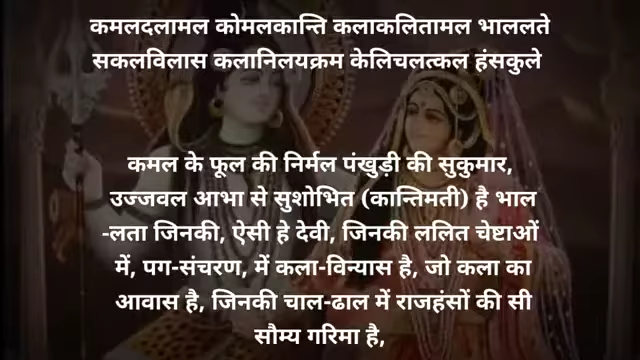 कमलदलामल कोमलकान्ति कलाकलितामल भाललते
सकलविलास कलानिलयक्रम केलिचलत्कल हंसकुले
कमल के फूल की निर्मल पंखुड़ी की सुकुमार,
उज्जवल आभा से सुशोभित (कान्तिमती) है भाल
-लता जिनकी, ऐसी हे देवी, जिनकी ललित चेष्टाओं
में, पग-संचरण, में कला-विन्यास है, जो कला का
आवास है, जिनकी चाल-ढाल में राजहंसों की सी
सौम्य गरिमा है,